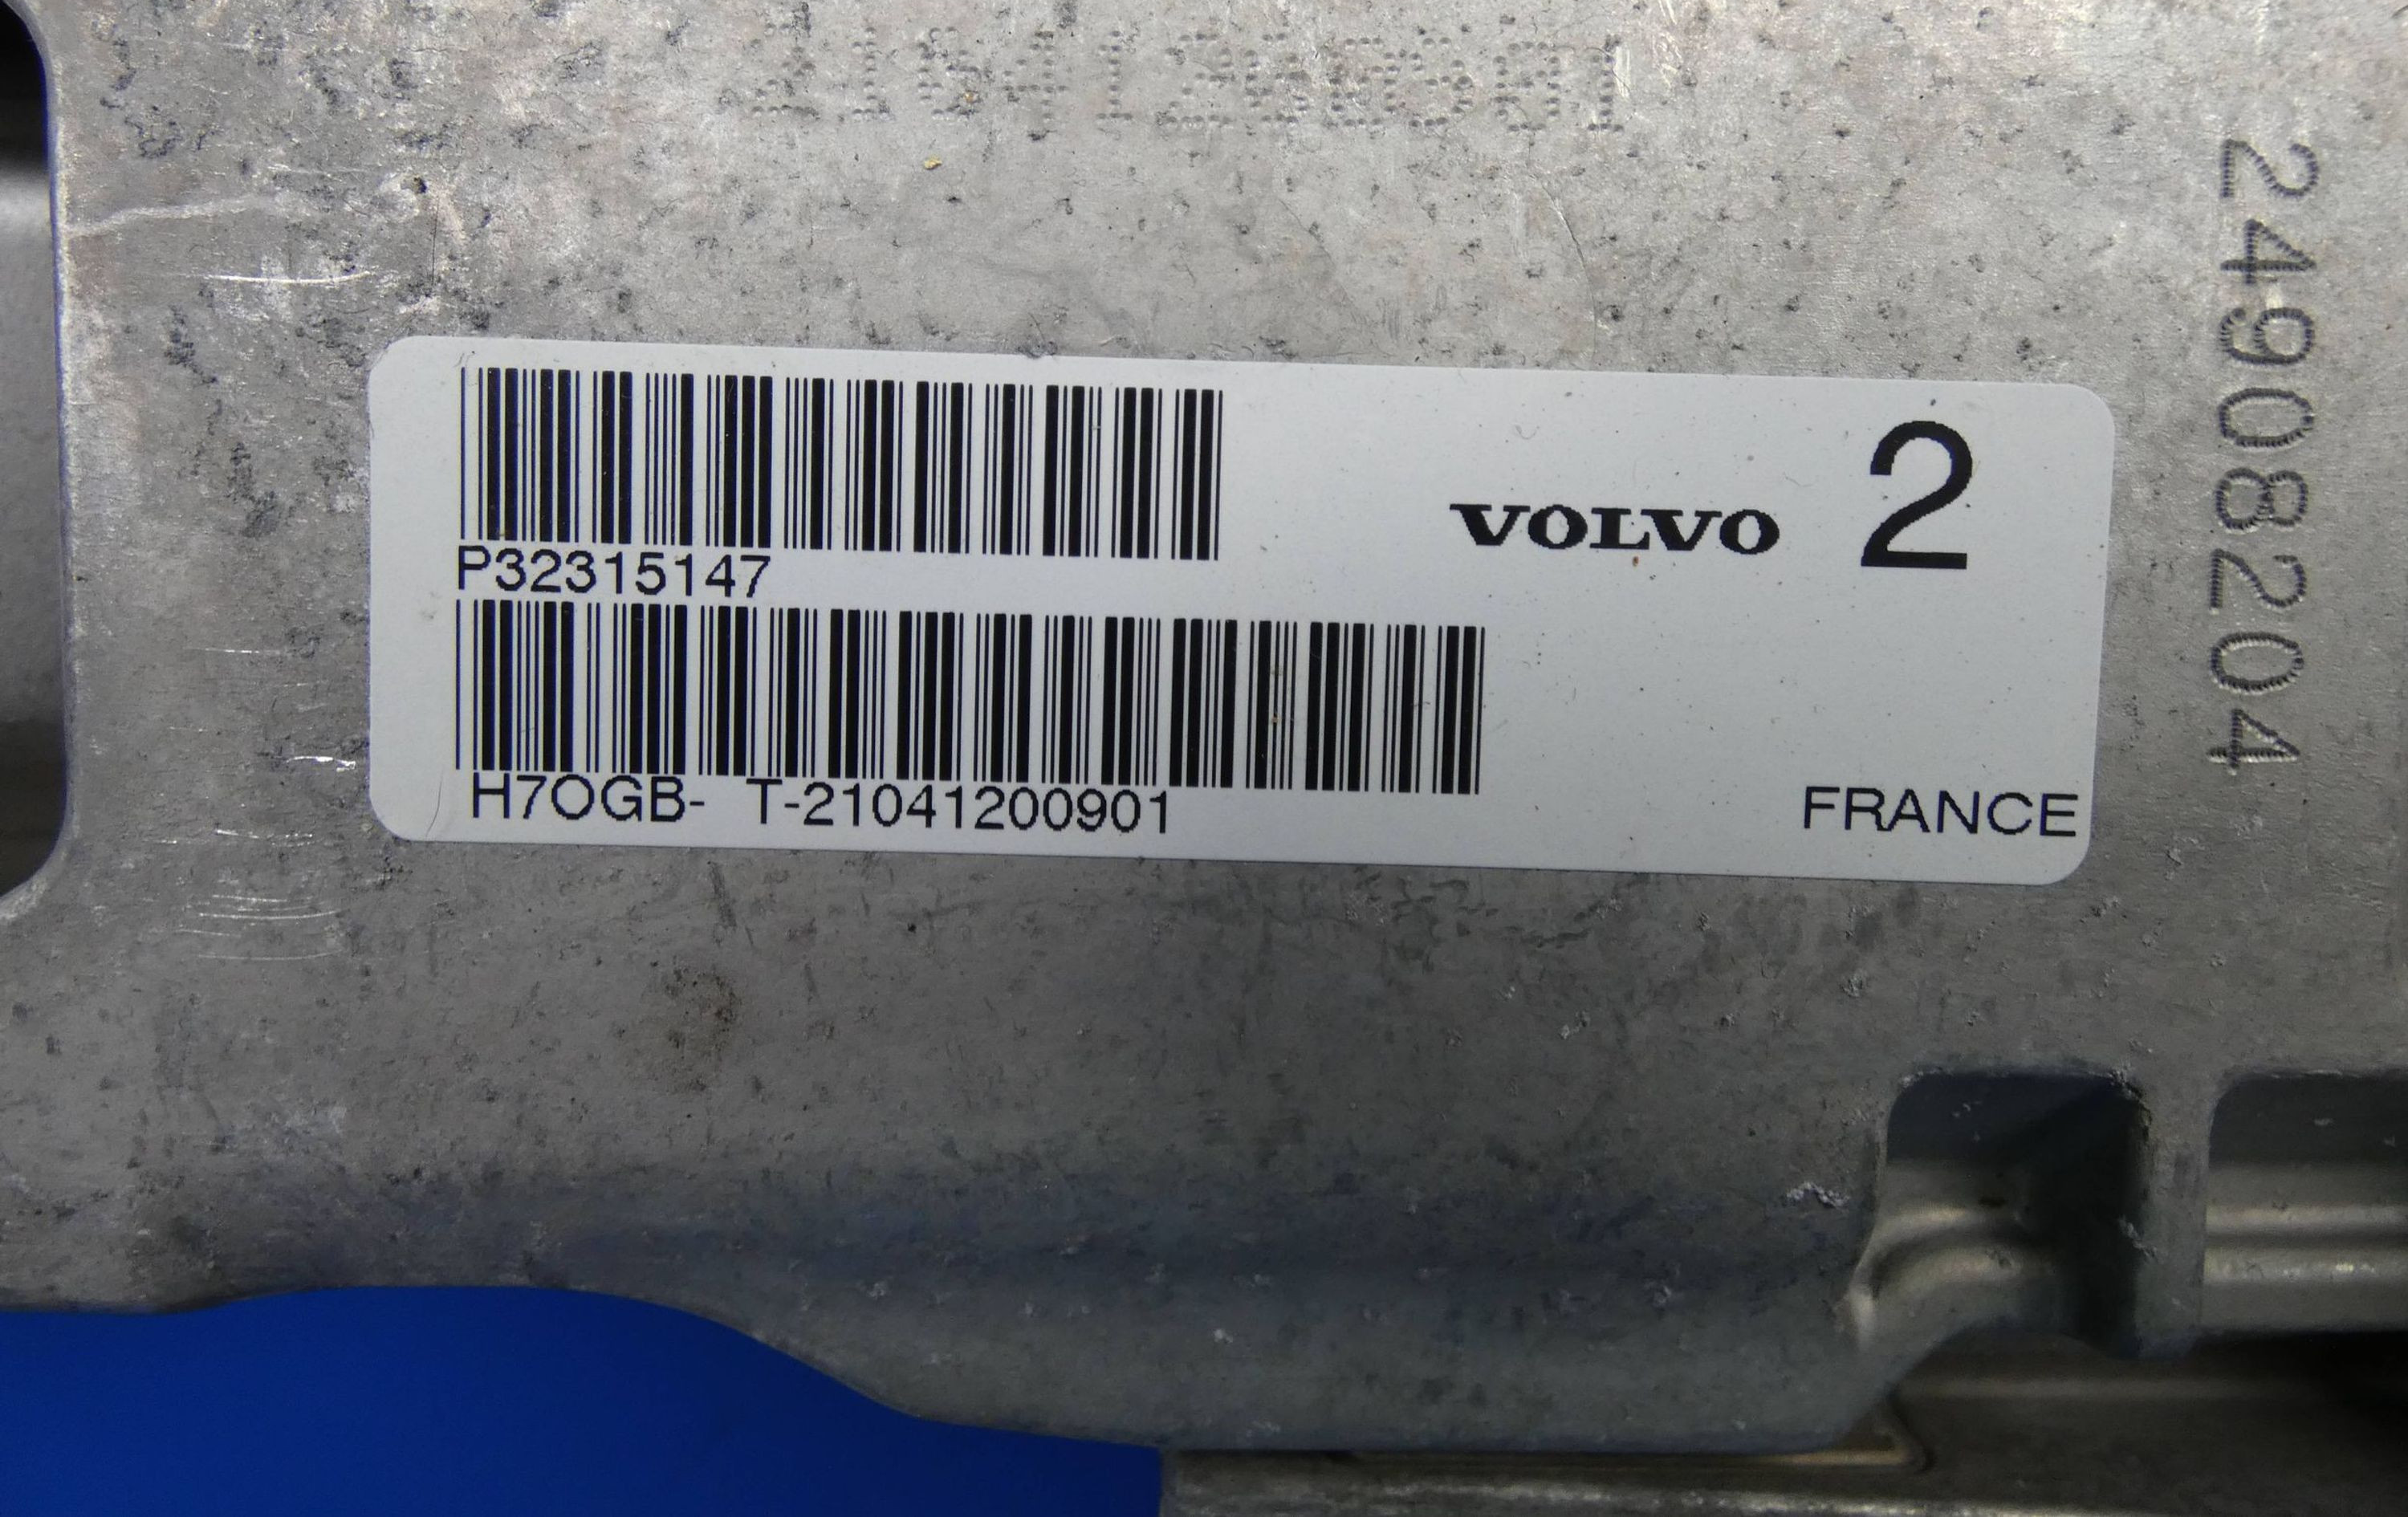 P32315147
VOLVO 2
H7OGB- T-21041200901
FRANCE
24908204